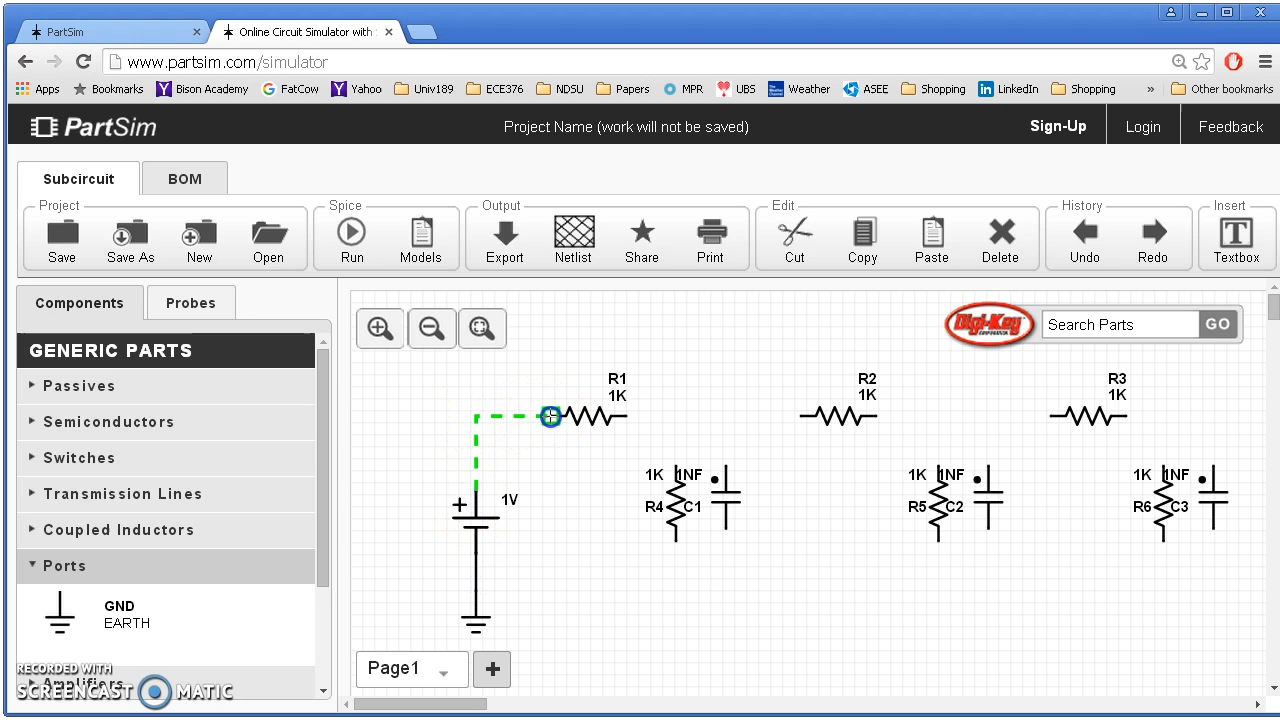 PartSim
Online Circuit Simulator with
www.partsim.com/simulator
Apps Bookmarks Bison Academy GetCow Yahoo Univ189 ECE376 NDSU Papers MPR UBS Weather ASEE Shopping LinkedIn Shopping » Other bookmarks
PartSim Project Name (work will not be saved) Sign-Up Login Feedback
Subcircuit BOM
Project Spice Output Edit History Insert
Save Save As New Open Run Models Export Netlist Share Print Cut Copy Paste Delete Undo Redo Textbox
Components Probes
Digi-Key CORPORATION Search Parts GO
GENERIC PARTS
Passives
Semiconductors
Switches
Transmission Lines
Coupled Inductors
Ports
GND
EARTH
Amplifiers
R1
1K
R2
1K
R3
1K
1K 1NF
R4 C1
1K 1NF
R5 C2
1K 1NF
R6 C3
+ 1V
Page1 +
RECORDED WITH
SCREENCAST MATIC